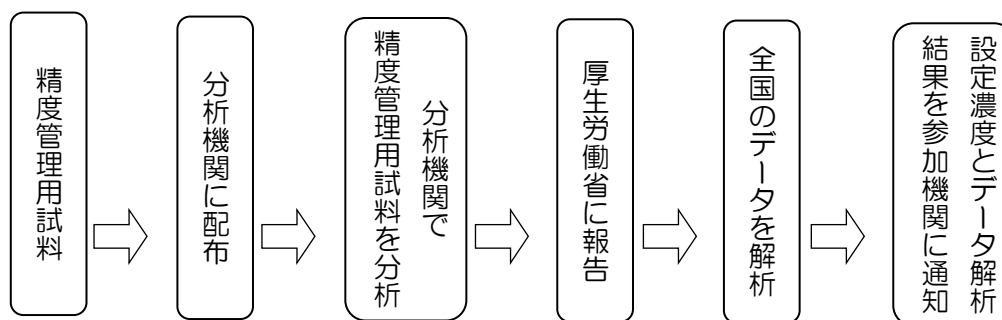 精度管理用試料
分析機関に配布
分析機関で
精度管理用試料を分析
厚生労働省に報告
全国のデータを解析
設定濃度とデータ解析
結果を参加機関に通知